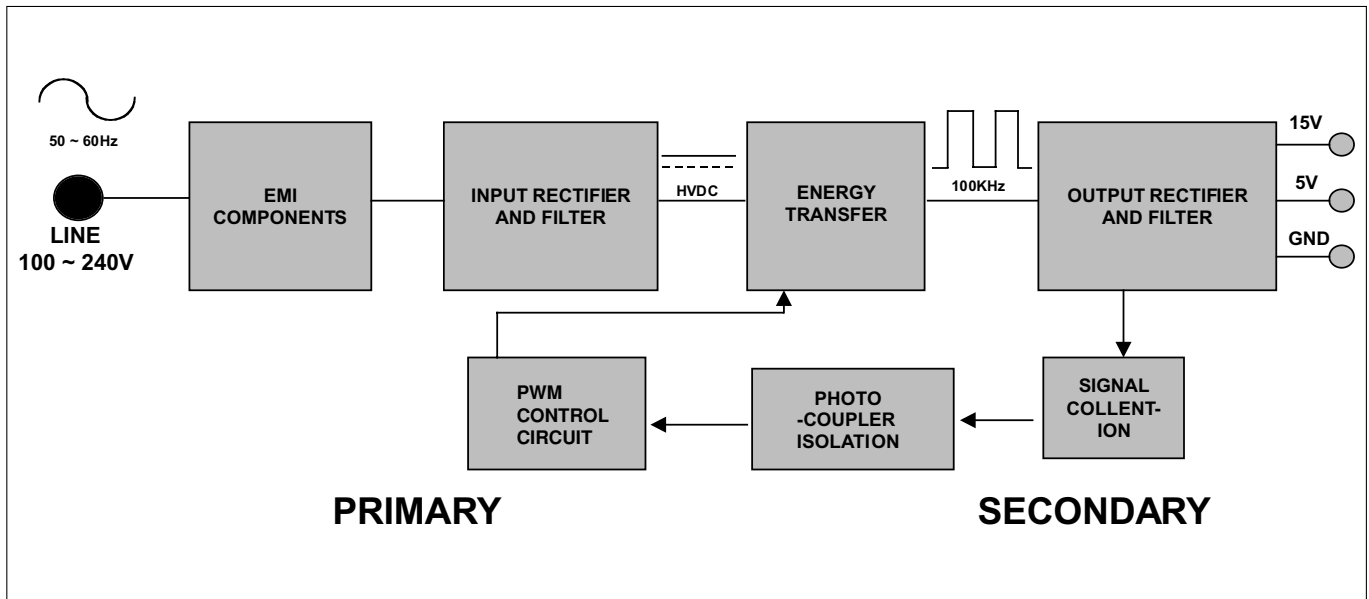 50 ~ 60Hz
LINE
100 ~ 240V
EMI
COMPONENTS
INPUT RECTIFIER
AND FILTER
HVDC
ENERGY
TRANSFER
100KHz
OUTPUT RECTIFIER
AND FILTER
15V
5V
GND
PWM
CONTROL
CIRCUIT
PHOTO
-COUPLER
ISOLATION
SIGNAL
COLLENT-
ION
PRIMARY
SECONDARY